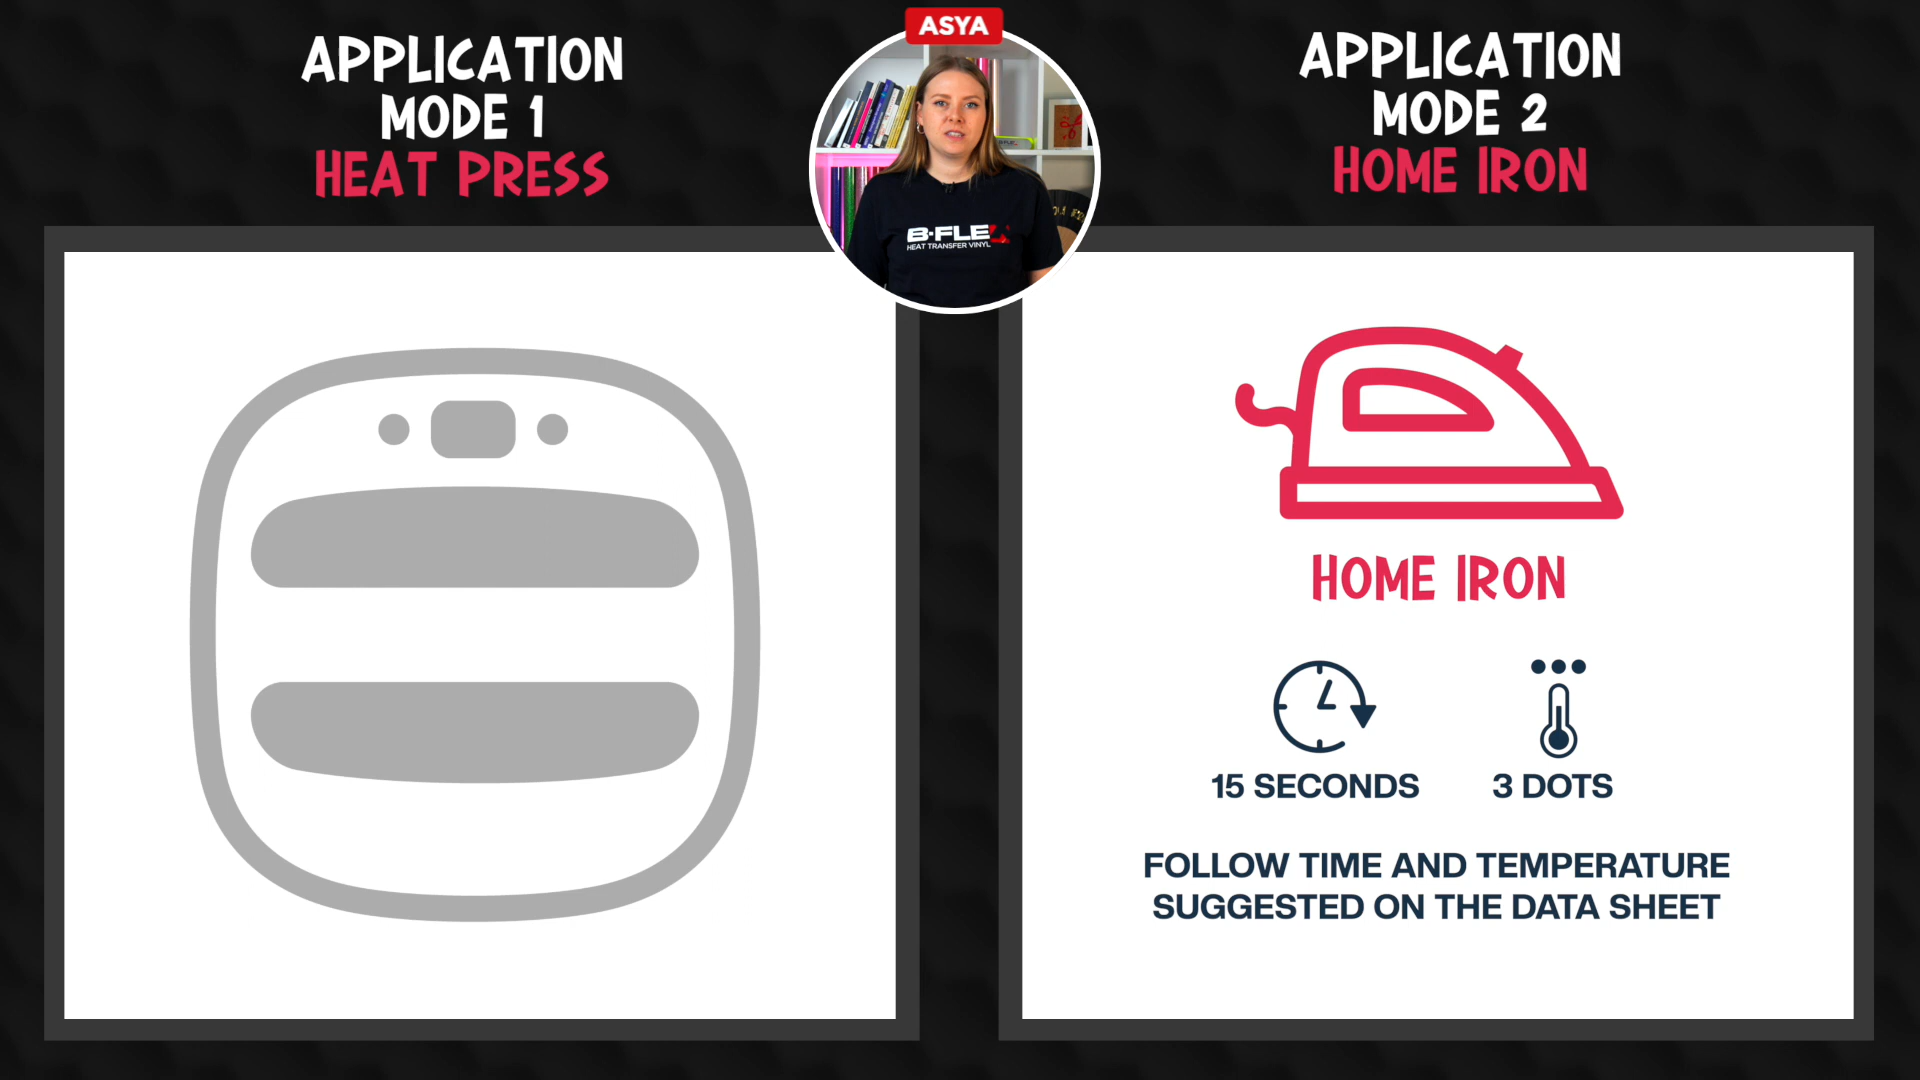 APPLICATION
MODE 1
HEAT PRESS
ASYA
B·FLEX
HEAT TRANSFER VINYL
APPLICATION
MODE 2
HOME IRON
HOME IRON
15 SECONDS
3 DOTS
FOLLOW TIME AND TEMPERATURE
SUGGESTED ON THE DATA SHEET